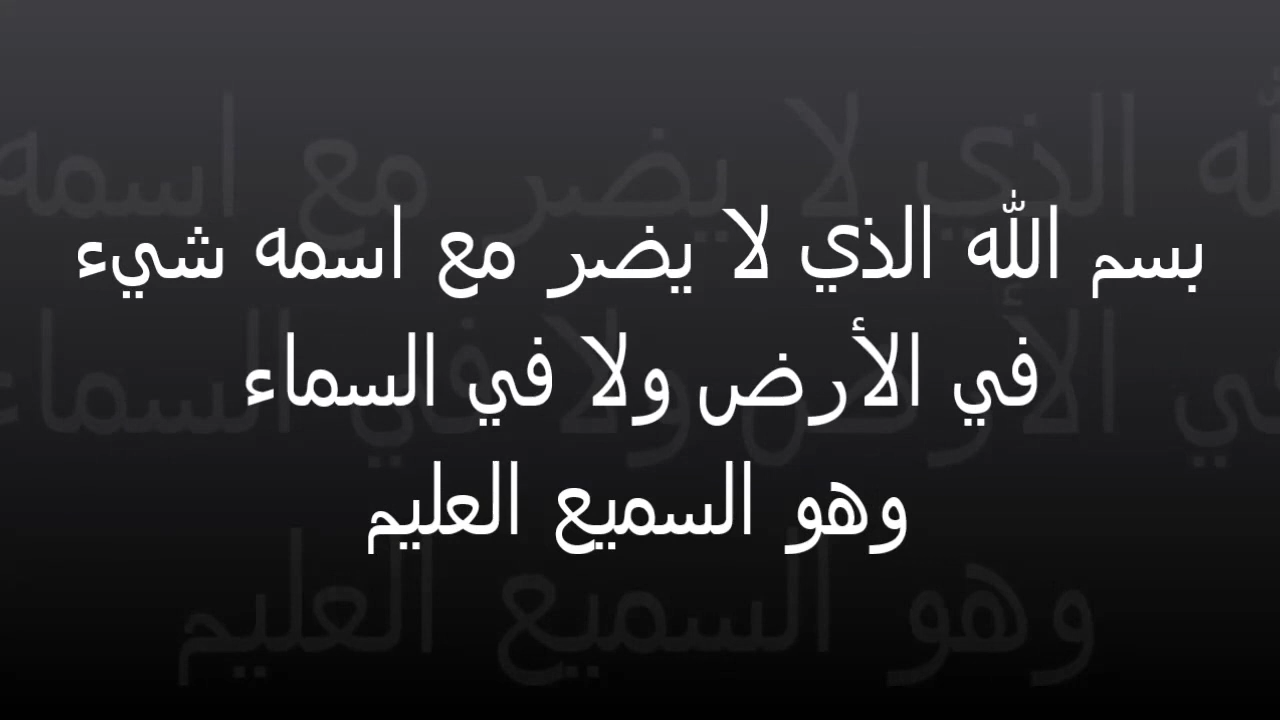 بسم الله الذي لا يضر مع اسمه شيء
في الأرض ولا في السماء
وهو السميع العليم